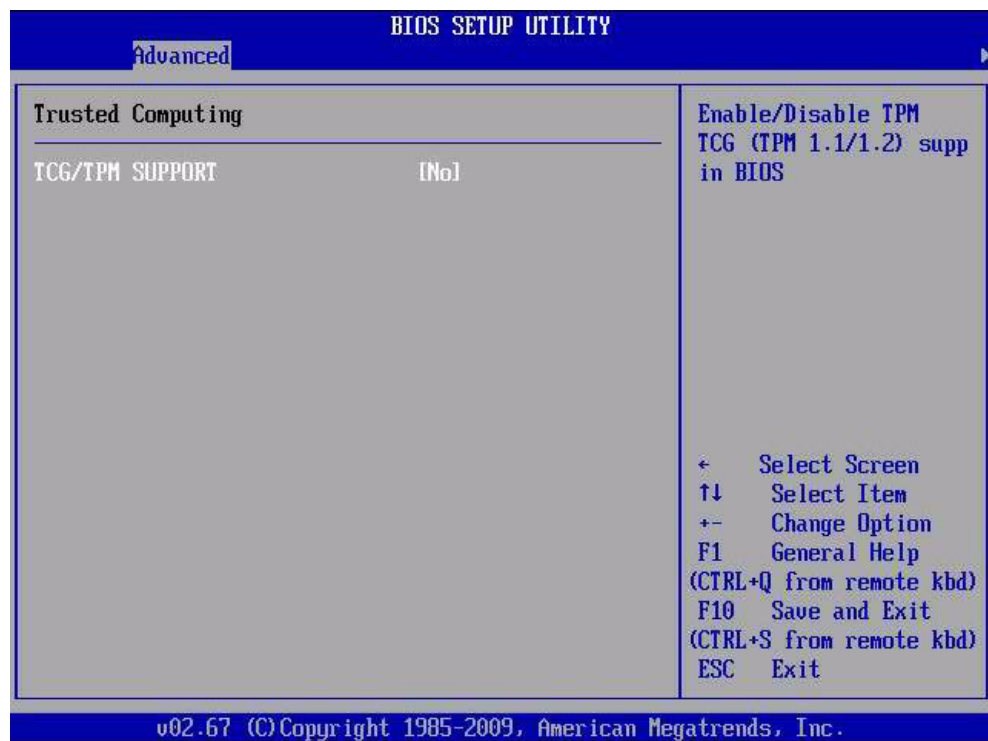 BIOS SETUP UTILITY
Advanced
Trusted Computing
TCG/TPM SUPPORT [No]
Enable/Disable TPM
TCG (TPM 1.1/1.2) supp
in BIOS
← Select Screen
↑↓ Select Item
+- Change Option
F1 General Help
(CTRL+Q from remote kbd)
F10 Save and Exit
(CTRL+S from remote kbd)
ESC Exit
v02.67 (C)Copyright 1985-2009, American Megatrends, Inc.